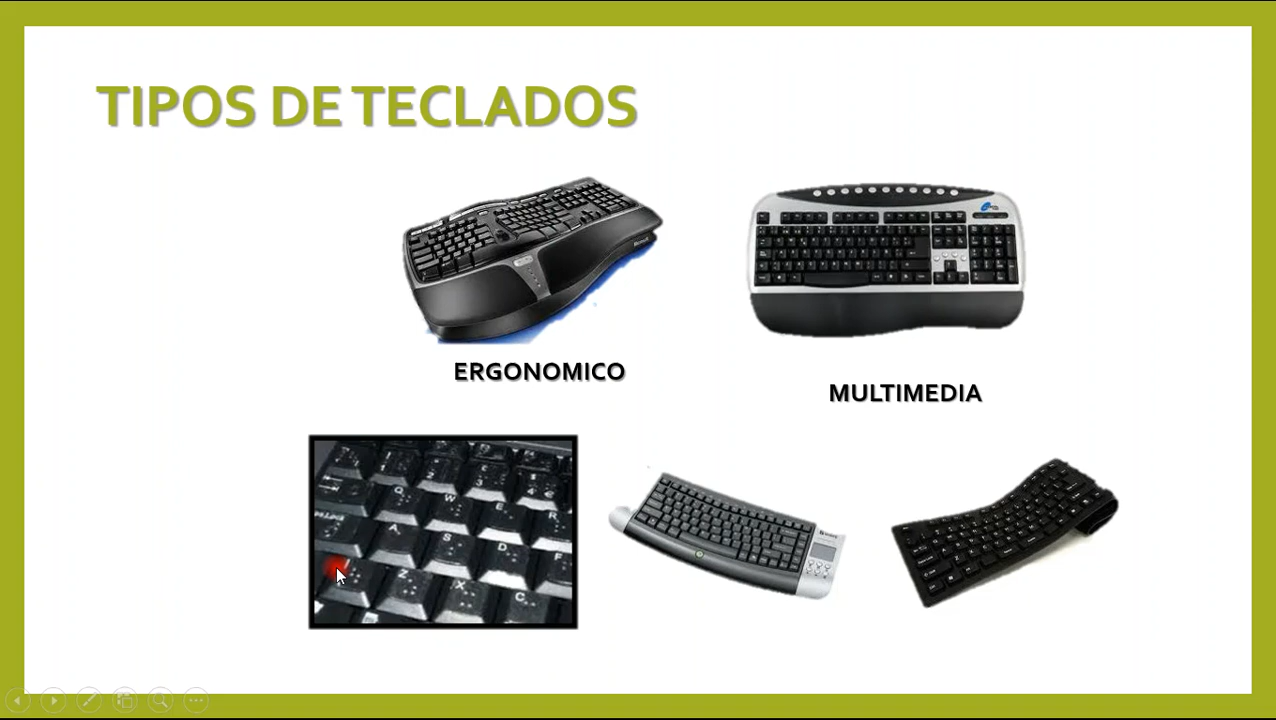 TIPOS DE TECLADOS
ERGONOMICO
MULTIMEDIA
Q W E R
A S D F
Z X C